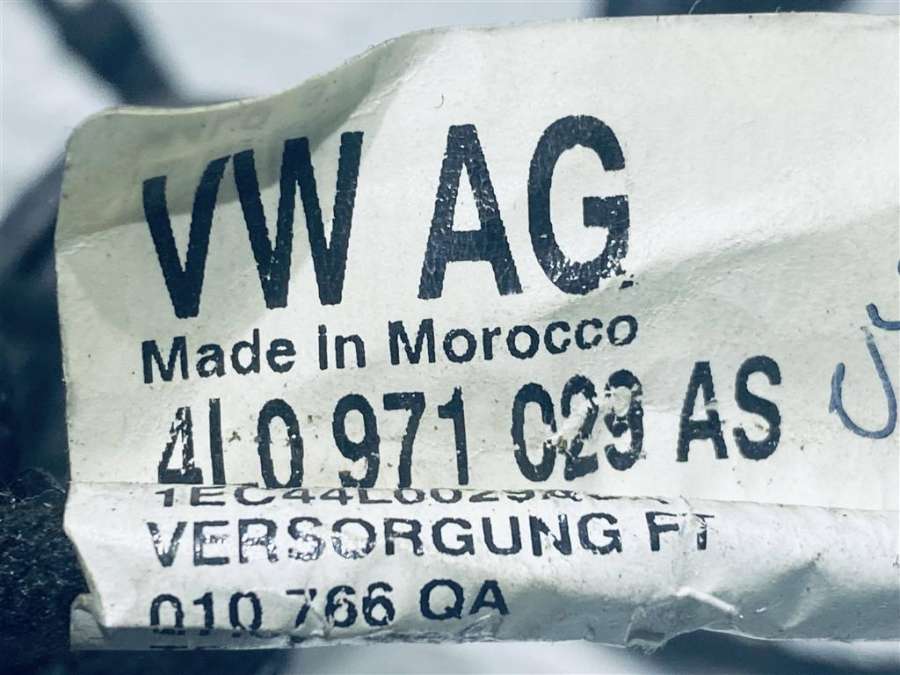 VW AG
Made in Morocco
4L0 971 029 AS
VERSORGUNG FT
010 766 QA